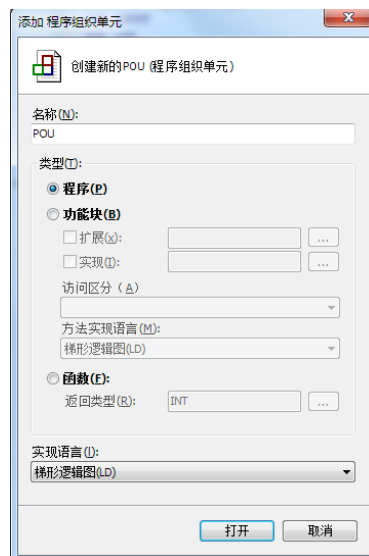 添加 程序组织单元
创建新的POU (程序组织单元)
名称(N):
POU
类型(T):
程序(P)
功能块(B)
扩展(X):
...
实现(I):
...
访问区分 (A)
方法实现语言(M):
梯形逻辑图(LD)
函数(F):
返回类型(R):
INT
...
实现语言(I):
梯形逻辑图(LD)
打开
取消